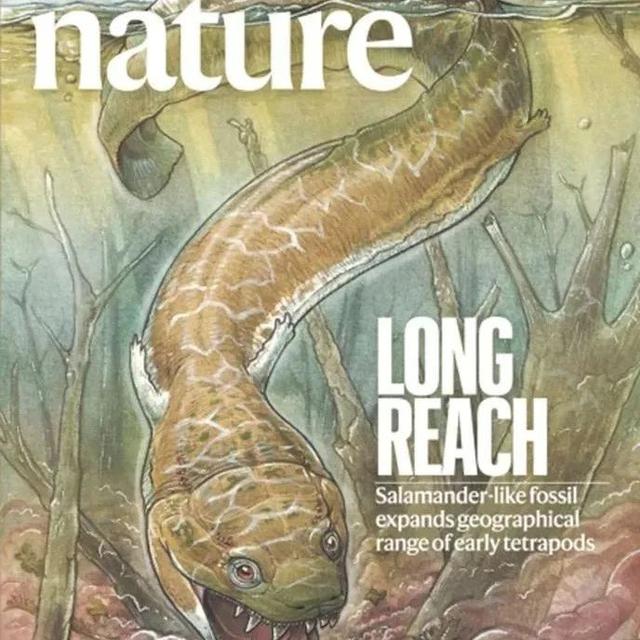 nature
LONG
REACH
Salamander-like fossil
expands geographical
range of early tetrapods